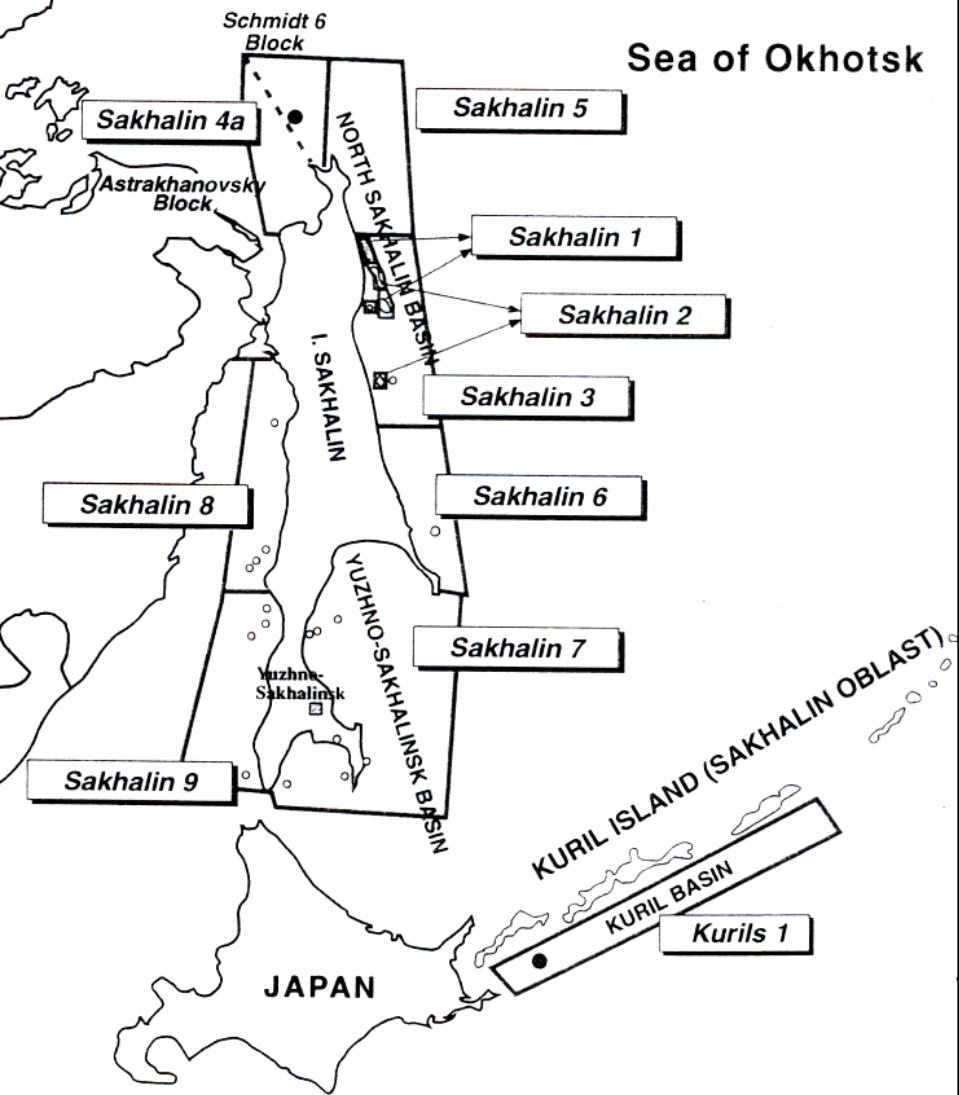 Schmidt 6
Block
Sea of Okhotsk
Sakhalin 4a
Sakhalin 5
NORTH SAKHALIN BASIN
Astrakhanovsky
Block
Sakhalin 1
Sakhalin 2
I. SAKHALIN
Sakhalin 3
Sakhalin 8
Sakhalin 6
YUZHNO-SAKHALINSK BASIN
Sakhalin 7
Yuzhno-
Sakhalinsk
Sakhalin 9
KURIL ISLAND (SAKHALIN OBLAST)
KURIL BASIN
Kurils 1
JAPAN